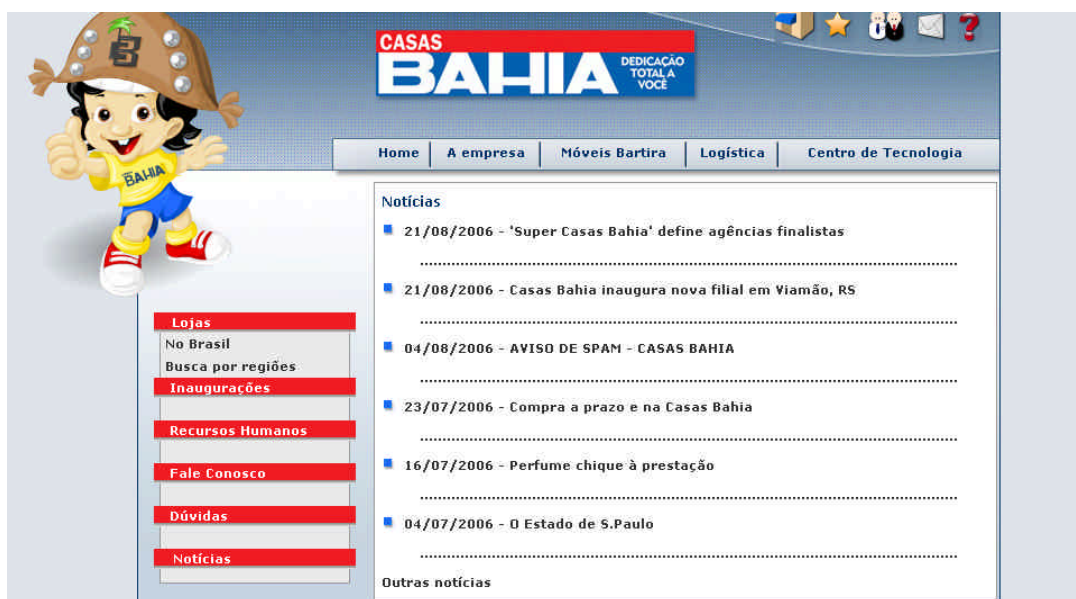 CASAS
BAHIA
DEDICAÇÃO
TOTAL A
VOCÊ
Home
A empresa
Móveis Bartira
Logística
Centro de Tecnologia
B
BAHIA
Lojas
No Brasil
Busca por regiões
Inaugurações
Recursos Humanos
Fale Conosco
Dúvidas
Notícias
Notícias
21/08/2006 - 'Super Casas Bahia' define agências finalistas
21/08/2006 - Casas Bahia inaugura nova filial em Viamão, RS
04/08/2006 - AVISO DE SPAM - CASAS BAHIA
23/07/2006 - Compra a prazo e na Casas Bahia
16/07/2006 - Perfume chique à prestação
04/07/2006 - O Estado de S.Paulo
Outras notícias